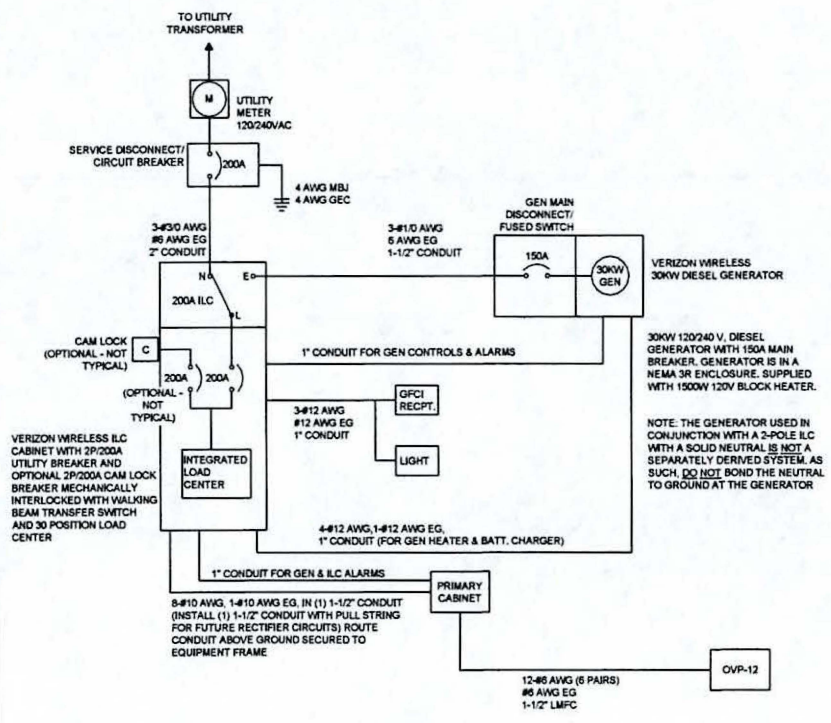 TO UTILITY
TRANSFORMER
M
UTILITY
METER
120/240VAC
SERVICE DISCONNECT/
CIRCUIT BREAKER
200A
4 AWG MBJ
4 AWG GEC
3-#3/0 AWG
#6 AWG EG
2" CONDUIT
3-#1/0 AWG
6 AWG EG
1-1/2" CONDUIT
GEN MAIN
DISCONNECT/
FUSED SWITCH
150A
30KW
GEN
VERIZON WIRELESS
30KW DIESEL GENERATOR
N
E
200A ILC
L
CAM LOCK
(OPTIONAL - NOT
TYPICAL)
C
200A
200A
(OPTIONAL -
NOT
TYPICAL)
1" CONDUIT FOR GEN CONTROLS & ALARMS
30KW 120/240 V, DIESEL
GENERATOR WITH 150A MAIN
BREAKER. GENERATOR IS IN A
NEMA 3R ENCLOSURE. SUPPLIED
WITH 1500W 120V BLOCK HEATER.
3-#12 AWG
#12 AWG EG
1" CONDUIT
GFCI
RECPT.
LIGHT
NOTE: THE GENERATOR USED IN
CONJUNCTION WITH A 2-POLE ILC
WITH A SOLID NEUTRAL IS NOT A
SEPARATELY DERIVED SYSTEM. AS
SUCH, DO NOT BOND THE NEUTRAL
TO GROUND AT THE GENERATOR
VERIZON WIRELESS ILC
CABINET WITH 2P/200A
UTILITY BREAKER AND
OPTIONAL 2P/200A CAM LOCK
BREAKER MECHANICALLY
INTERLOCKED WITH WALKING
BEAM TRANSFER SWITCH
AND 30 POSITION LOAD
CENTER
INTEGRATED
LOAD
CENTER
4-#12 AWG,1-#12 AWG EG,
1" CONDUIT (FOR GEN HEATER & BATT. CHARGER)
1" CONDUIT FOR GEN & ILC ALARMS
PRIMARY
CABINET
8-#10 AWG, 1-#10 AWG EG, IN (1) 1-1/2" CONDUIT
(INSTALL (1) 1-1/2" CONDUIT WITH PULL STRING
FOR FUTURE RECTIFIER CIRCUITS) ROUTE
CONDUIT ABOVE GROUND SECURED TO
EQUIPMENT FRAME
12-#6 AWG (6 PAIRS)
#6 AWG EG
1-1/2" LMFC
OVP-12